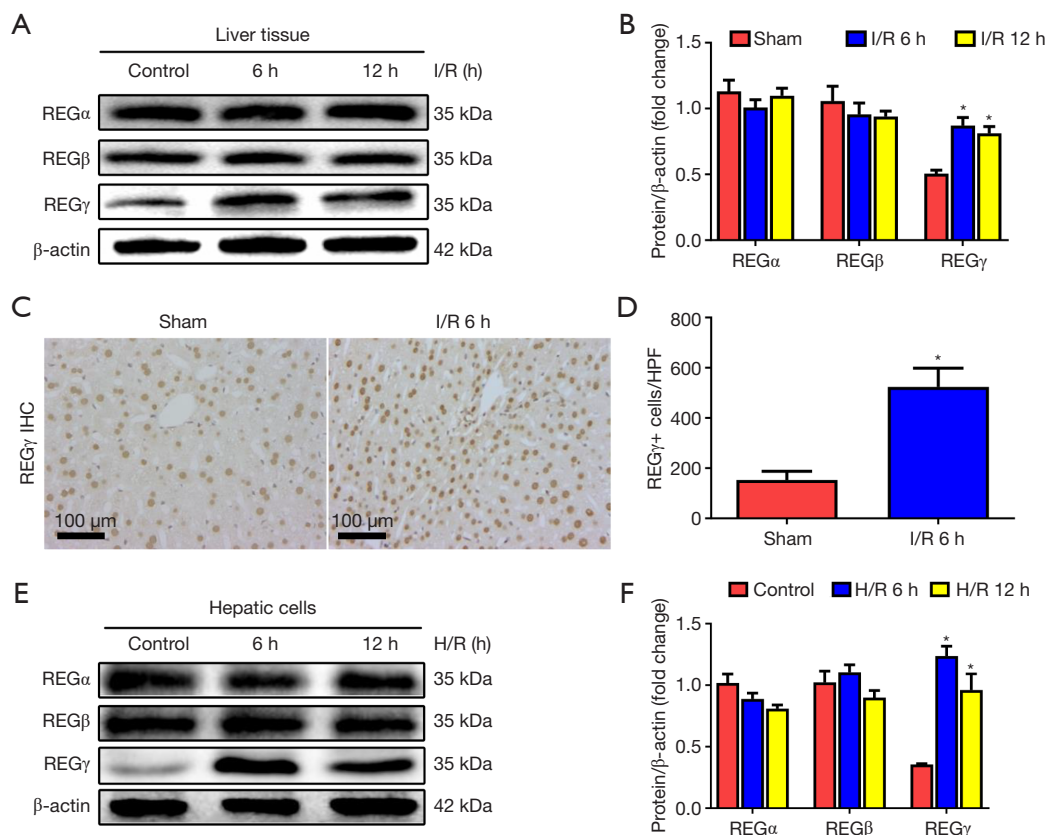 A
Liver tissue
Control 6 h 12 h I/R (h)
REGα 35 kDa
REGβ 35 kDa
REGγ 35 kDa
β-actin 42 kDa
B
Sham I/R 6 h I/R 12 h
Protein/β-actin (fold change)
1.5
1.0
0.5
0.0
* *
REGα REGβ REGγ
C
Sham I/R 6 h
REGγ IHC
100 μm 100 μm
D
REGγ+ cells/HPF
800
600
400
200
0
*
Sham I/R 6 h
E
Hepatic cells
Control 6 h 12 h H/R (h)
REGα 35 kDa
REGβ 35 kDa
REGγ 35 kDa
β-actin 42 kDa
F
Control H/R 6 h H/R 12 h
Protein/β-actin (fold change)
1.5
1.0
0.5
0.0
* *
REGα REGβ REGγ